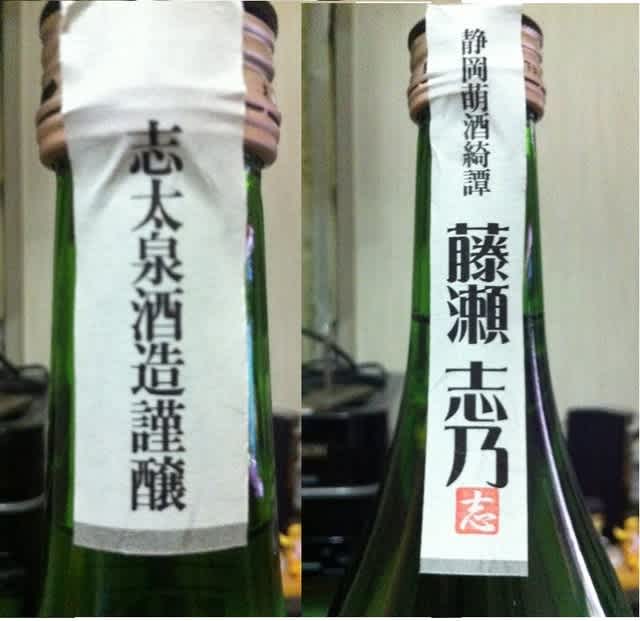 志太泉酒造謹醸
静岡萌酒綺譚
藤瀬 志乃
志